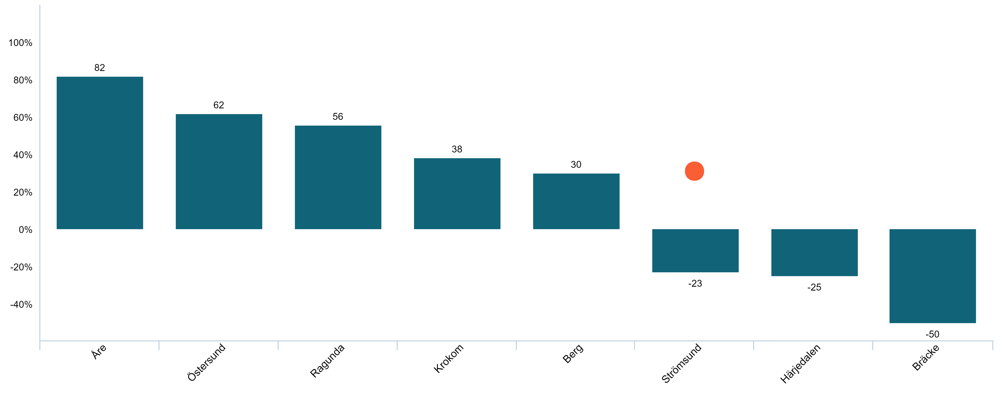 100%
80%
60%
40%
20%
0%
-20%
-40%
82
62
56
38
30
-23
-25
-50
Åre
Östersund
Ragunda
Krokom
Berg
Strömsund
Härjedalen
Bräcke